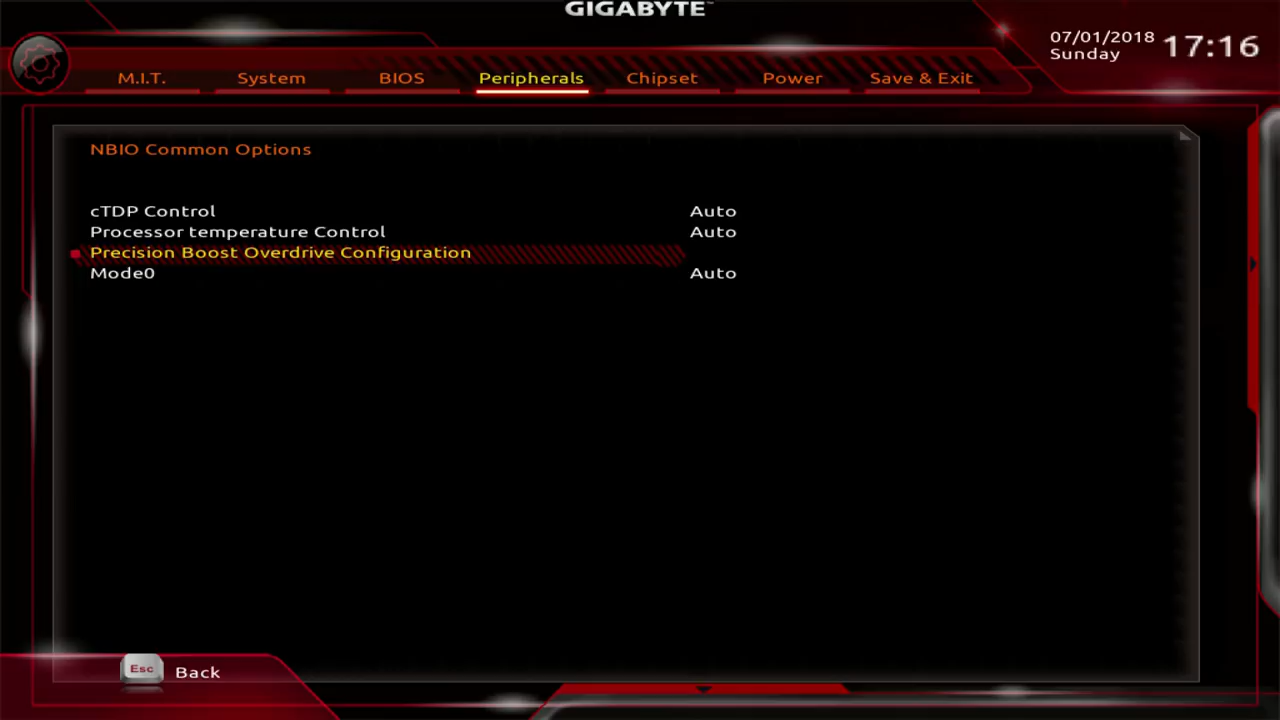 GIGABYTE™
07/01/2018
Sunday
17:16
M.I.T.
System
BIOS
Peripherals
Chipset
Power
Save & Exit
NBIO Common Options
cTDP Control Auto
Processor temperature Control Auto
Precision Boost Overdrive Configuration
Mode0 Auto
Esc Back